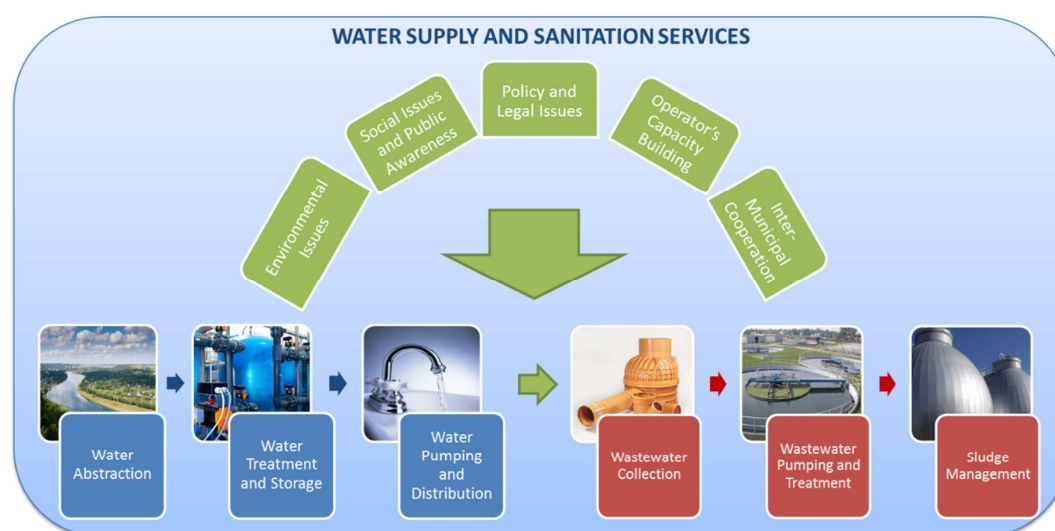 WATER SUPPLY AND SANITATION SERVICES
Environmental
Issues
Social Issues
and Public
Awareness
Policy and
Legal Issues
Operator's
Capacity
Building
Inter-
Municipal
Cooperation
Water
Abstraction
Water
Treatment
and Storage
Water
Pumping
and
Distribution
Wastewater
Collection
Wastewater
Pumping and
Treatment
Sludge
Management